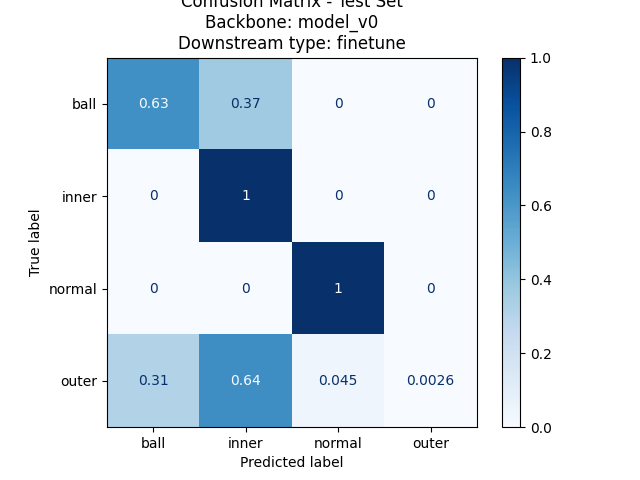 Confusion Matrix - Test Set
Backbone: model_v0
Downstream type: finetune
1.0
ball 0.63 0.37 0 0
0.8
inner 0 1 0 0
0.6
True label
normal 0 0 1 0
0.4
0.2
outer 0.31 0.64 0.045 0.0026
0.0
ball inner normal outer
Predicted label